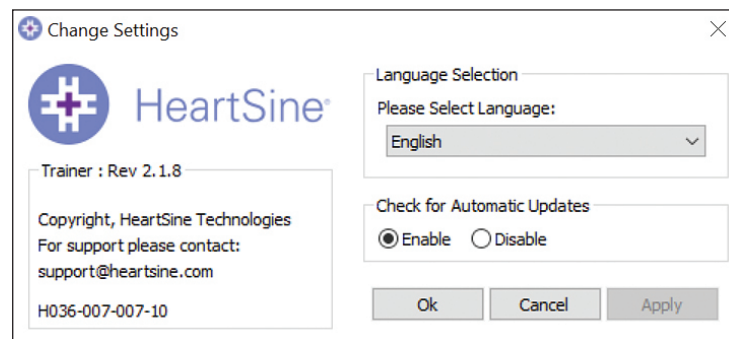 Change Settings
HeartSine®
Trainer : Rev 2.1.8
Copyright, HeartSine Technologies
For support please contact:
support@heartsine.com
H036-007-007-10
Language Selection
Please Select Language:
English
Check for Automatic Updates
Enable Disable
Ok Cancel Apply